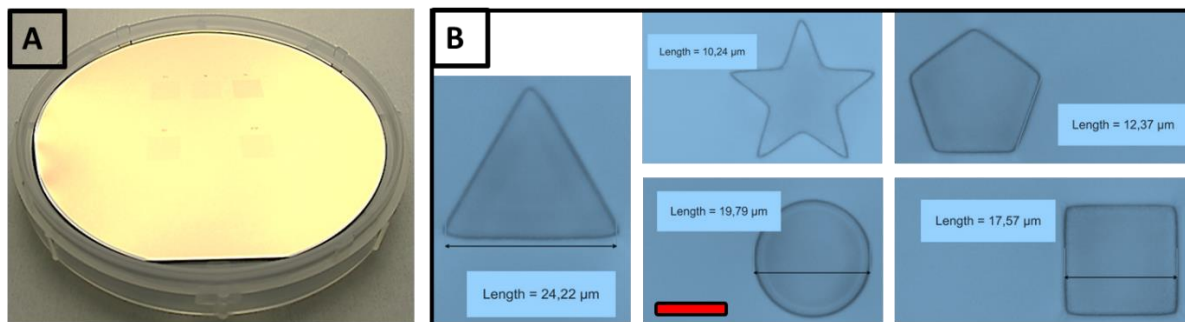 A
B
Length = 10,24 µm
Length = 12,37 µm
Length = 19,79 µm
Length = 17,57 µm
Length = 24,22 µm